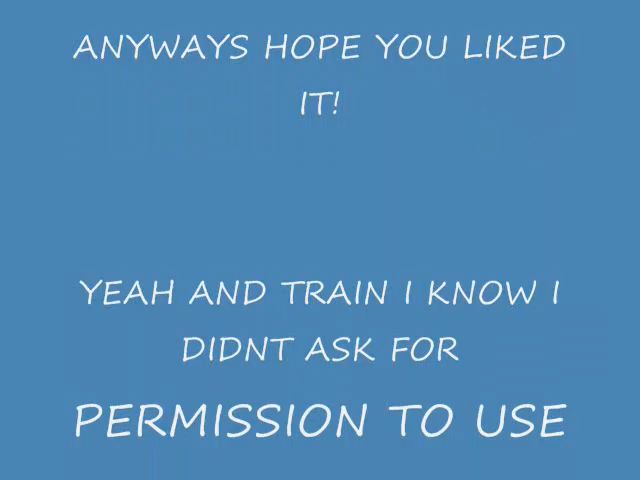 ANYWAYS HOPE YOU LIKED
IT!
YEAH AND TRAIN I KNOW I
DIDNT ASK FOR
PERMISSION TO USE